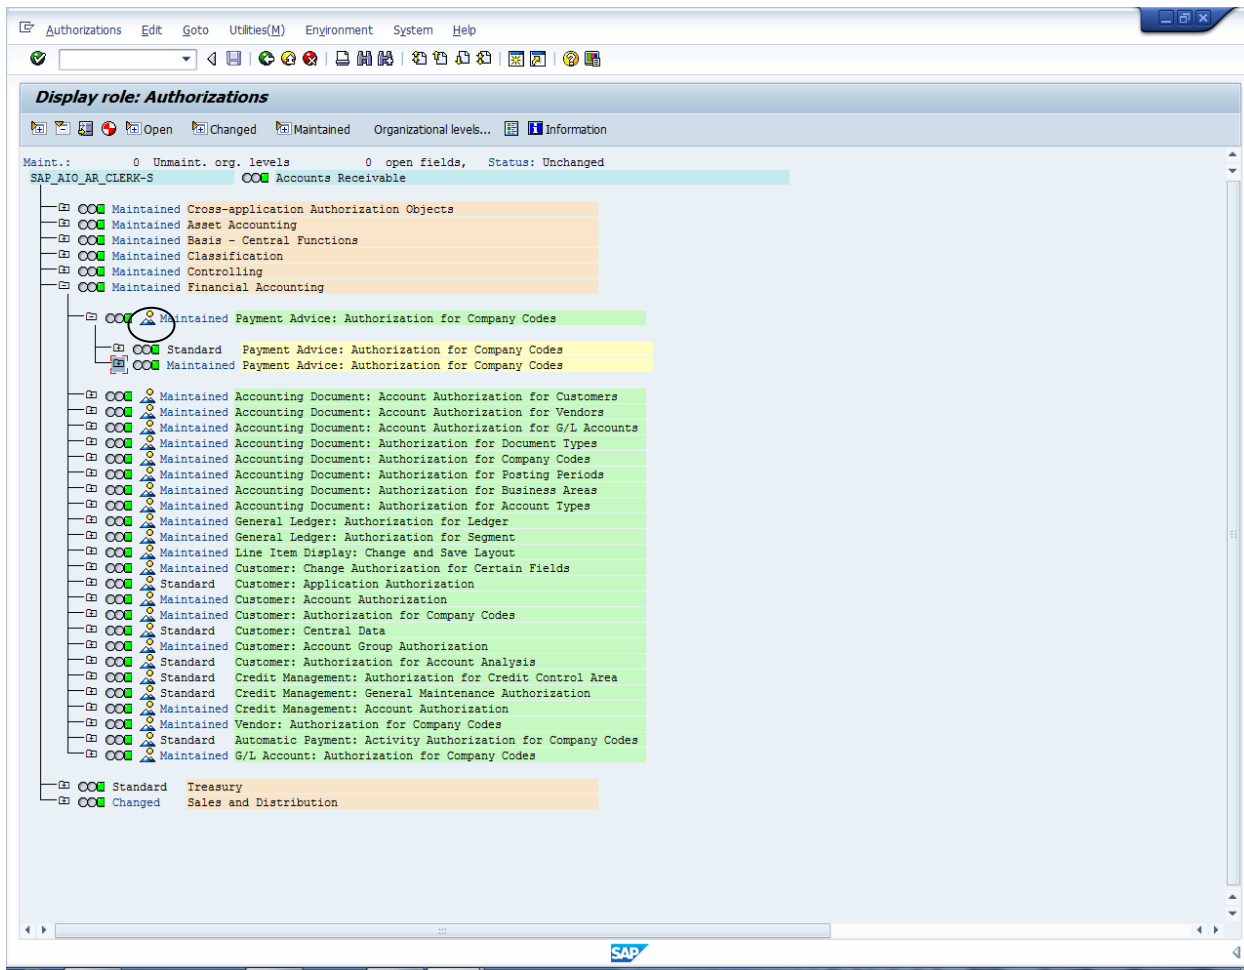 Authorizations Edit Goto Utilities(M) Environment System Help
Display role: Authorizations
Open Changed Maintained Organizational levels... Information
Maint.: 0 Unmaint. org. levels 0 open fields, Status: Unchanged
SAP_AIO_AR_CLERK-S Accounts Receivable
Maintained Cross-application Authorization Objects
Maintained Asset Accounting
Maintained Basis - Central Functions
Maintained Classification
Maintained Controlling
Maintained Financial Accounting
Maintained Payment Advice: Authorization for Company Codes
Standard Payment Advice: Authorization for Company Codes
Maintained Payment Advice: Authorization for Company Codes
Maintained Accounting Document: Account Authorization for Customers
Maintained Accounting Document: Account Authorization for Vendors
Maintained Accounting Document: Account Authorization for G/L Accounts
Maintained Accounting Document: Authorization for Document Types
Maintained Accounting Document: Authorization for Company Codes
Maintained Accounting Document: Authorization for Posting Periods
Maintained Accounting Document: Authorization for Business Areas
Maintained Accounting Document: Authorization for Account Types
Maintained General Ledger: Authorization for Ledger
Maintained General Ledger: Authorization for Segment
Maintained Line Item Display: Change and Save Layout
Maintained Customer: Change Authorization for Certain Fields
Standard Customer: Application Authorization
Maintained Customer: Account Authorization
Maintained Customer: Authorization for Company Codes
Standard Customer: Central Data
Maintained Customer: Account Group Authorization
Standard Customer: Authorization for Account Analysis
Standard Credit Management: Authorization for Credit Control Area
Standard Credit Management: General Maintenance Authorization
Maintained Credit Management: Account Authorization
Maintained Vendor: Authorization for Company Codes
Standard Automatic Payment: Activity Authorization for Company Codes
Maintained G/L Account: Authorization for Company Codes
Standard Treasury
Changed Sales and Distribution
SAP